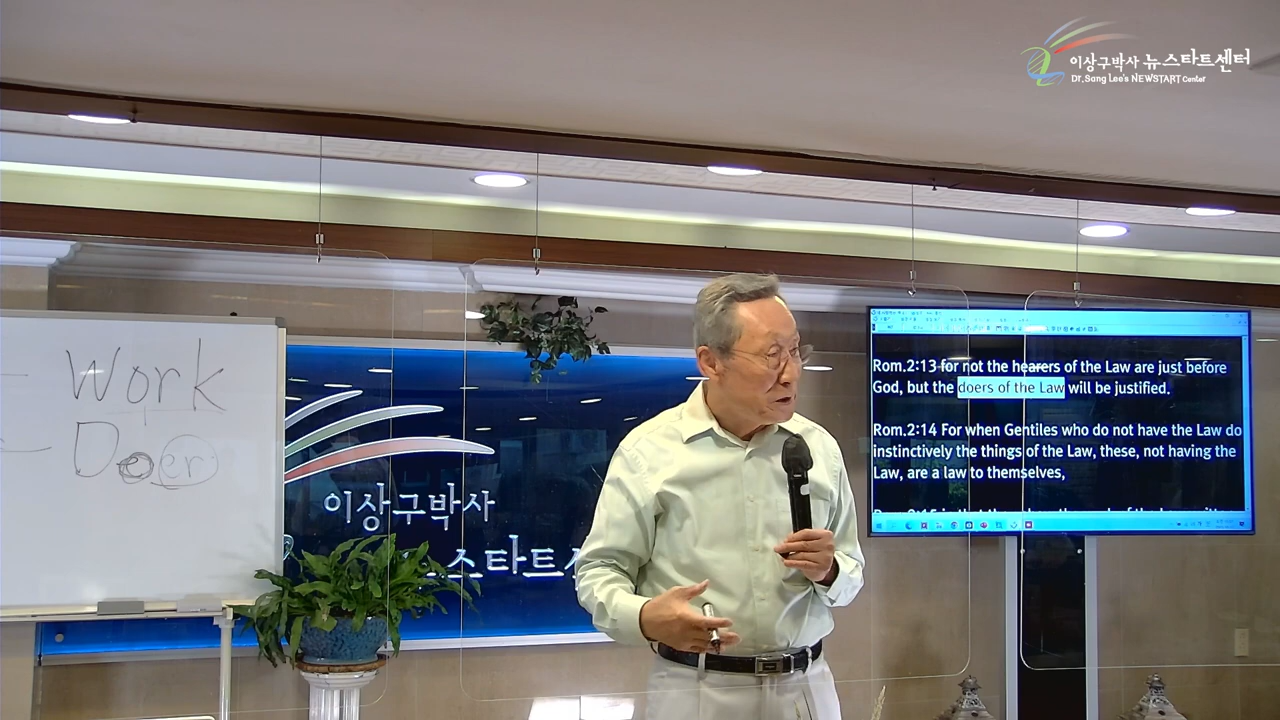 이상구박사 뉴스타트센터
Dr. Sang Lee's NEWSTART Center
Work
Doer
이상구박사
스타트
Rom.2:13 for not the hearers of the Law are just before
God, but the doers of the Law will be justified.
Rom.2:14 For when Gentiles who do not have the Law do
instinctively the things of the Law, these, not having the
Law, are a law to themselves,